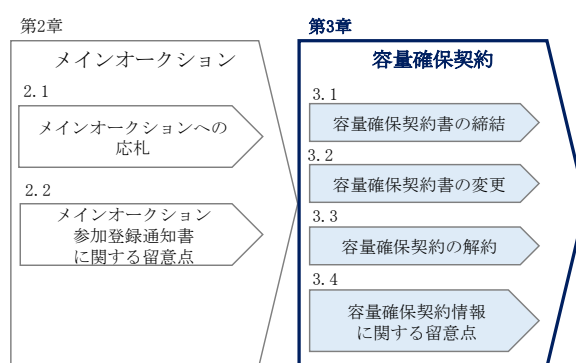 第2章
メインオークション
2.1
メインオークションへの
応札
2.2
メインオークション
参加登録通知書
に関する留意点
第3章
容量確保契約
3.1
容量確保契約書の締結
3.2
容量確保契約書の変更
3.3
容量確保契約の解約
3.4
容量確保契約情報
に関する留意点